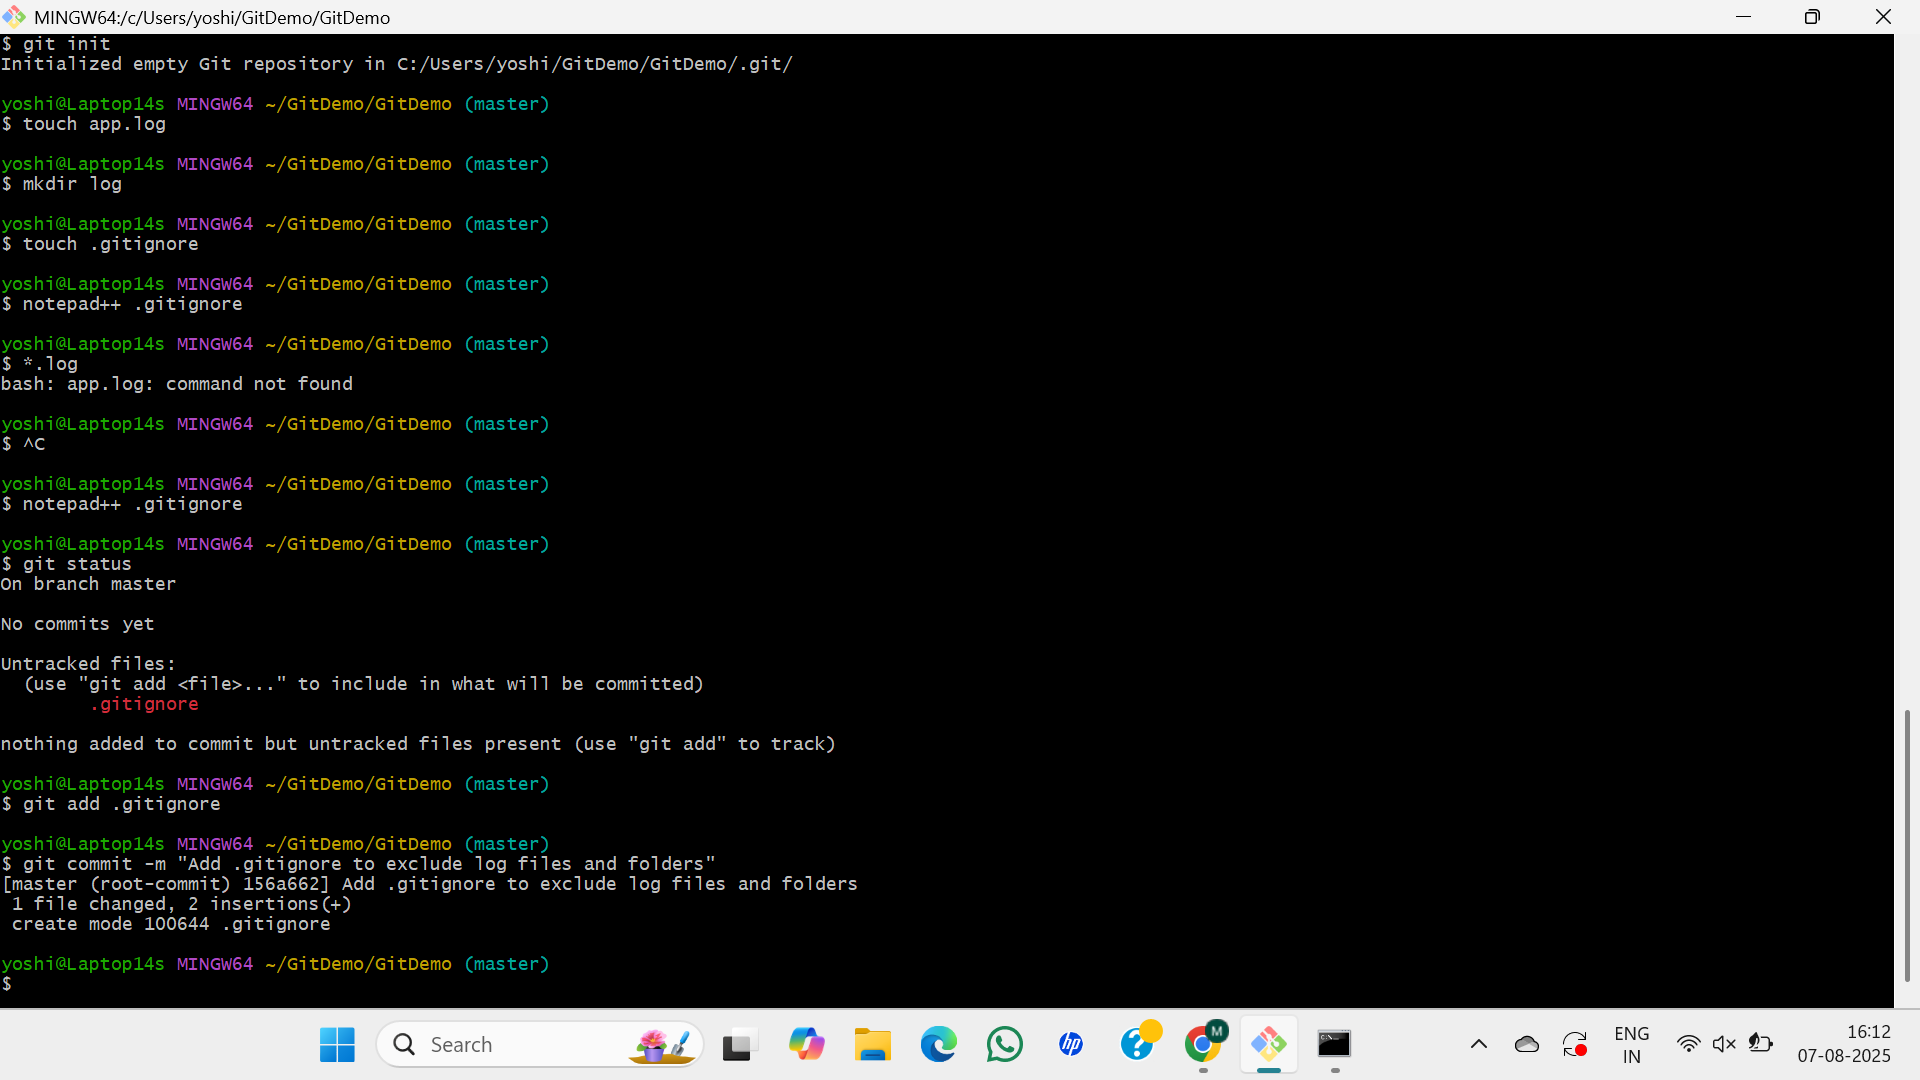 MINGW64:/c/Users/yoshi/GitDemo/GitDemo
$ git init
Initialized empty Git repository in C:/Users/yoshi/GitDemo/GitDemo/.git/
yoshi@Laptop14s MINGW64 ~/GitDemo/GitDemo (master)
$ touch app.log
yoshi@Laptop14s MINGW64 ~/GitDemo/GitDemo (master)
$ mkdir log
yoshi@Laptop14s MINGW64 ~/GitDemo/GitDemo (master)
$ touch .gitignore
yoshi@Laptop14s MINGW64 ~/GitDemo/GitDemo (master)
$ notepad++ .gitignore
yoshi@Laptop14s MINGW64 ~/GitDemo/GitDemo (master)
$ *.log
bash: app.log: command not found
yoshi@Laptop14s MINGW64 ~/GitDemo/GitDemo (master)
$ ^C
yoshi@Laptop14s MINGW64 ~/GitDemo/GitDemo (master)
$ notepad++ .gitignore
yoshi@Laptop14s MINGW64 ~/GitDemo/GitDemo (master)
$ git status
On branch master
No commits yet
Untracked files:
  (use "git add <file>..." to include in what will be committed)
        .gitignore
nothing added to commit but untracked files present (use "git add" to track)
yoshi@Laptop14s MINGW64 ~/GitDemo/GitDemo (master)
$ git add .gitignore
yoshi@Laptop14s MINGW64 ~/GitDemo/GitDemo (master)
$ git commit -m "Add .gitignore to exclude log files and folders"
[master (root-commit) 156a662] Add .gitignore to exclude log files and folders
 1 file changed, 2 insertions(+)
 create mode 100644 .gitignore
yoshi@Laptop14s MINGW64 ~/GitDemo/GitDemo (master)
$
Search
hp
?
M
C:\
ENG
IN
16:12
07-08-2025